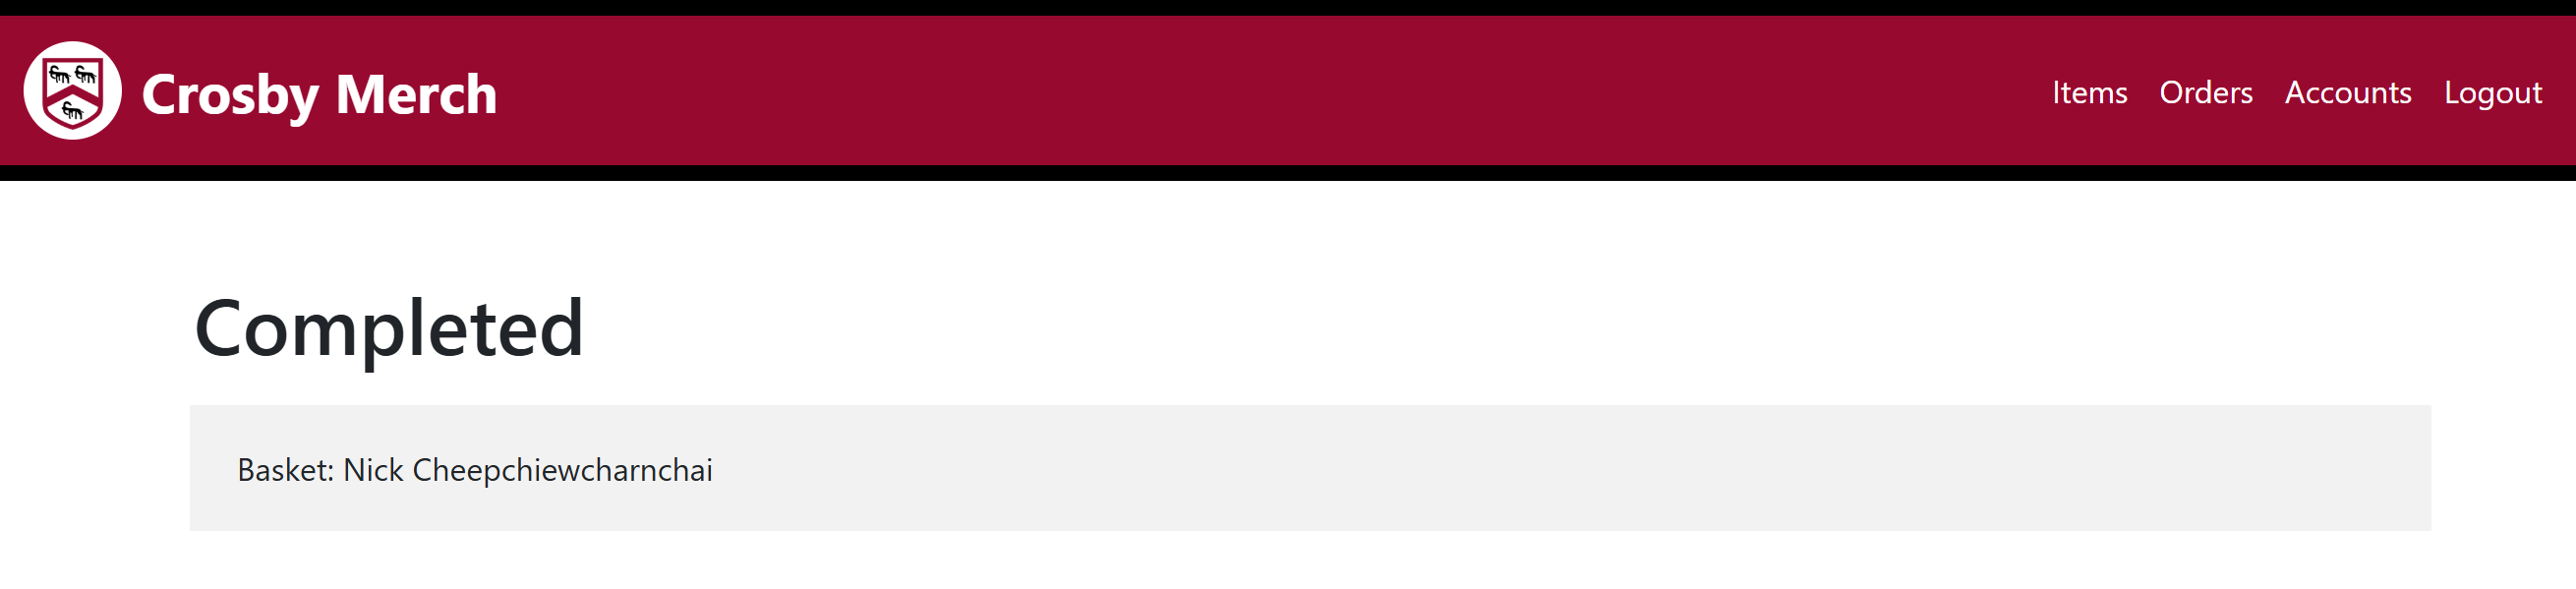 Crosby Merch
Items Orders Accounts Logout
Completed
Basket: Nick Cheepchiewcharnchai